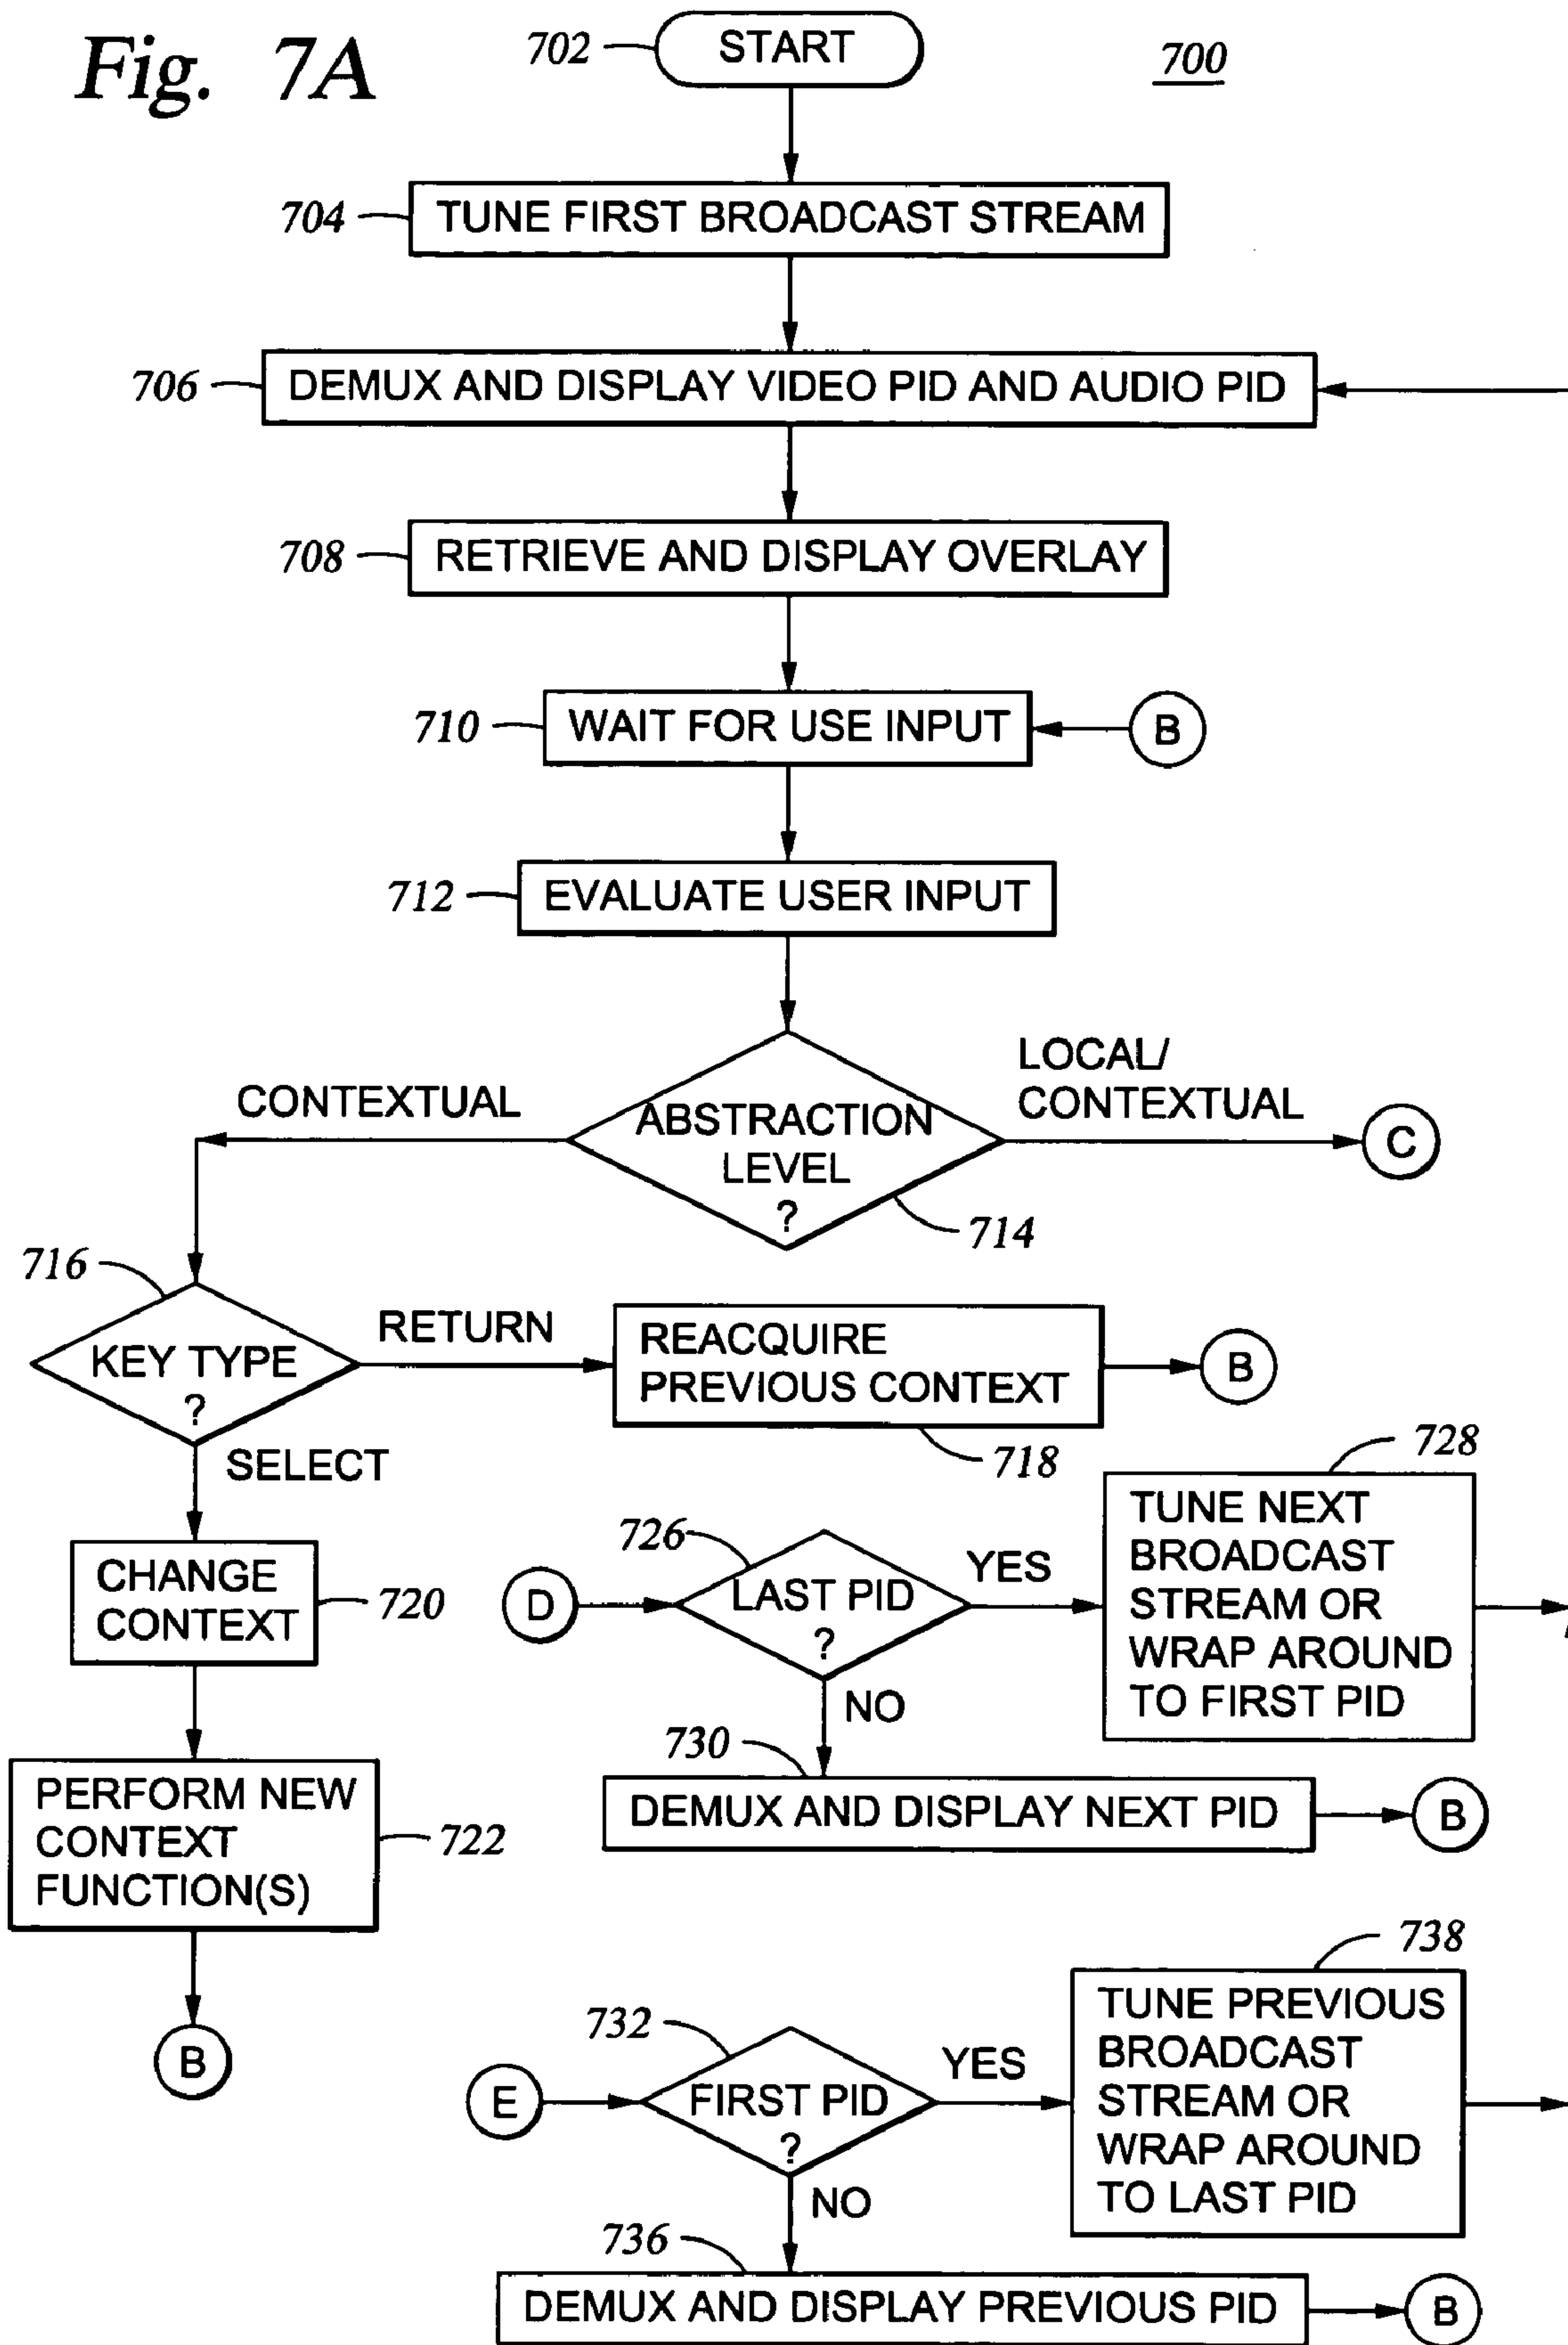 Fig. 7A
702
START
700
704
TUNE FIRST BROADCAST STREAM
706
DEMUX AND DISPLAY VIDEO PID AND AUDIO PID
708
RETRIEVE AND DISPLAY OVERLAY
710
WAIT FOR USE INPUT
B
712
EVALUATE USER INPUT
CONTEXTUAL
ABSTRACTION
LEVEL
?
LOCAL/
CONTEXTUAL
C
714
716
KEY TYPE
?
RETURN
REACQUIRE
PREVIOUS CONTEXT
B
718
SELECT
CHANGE
CONTEXT
720
D
726
LAST PID
?
YES
728
TUNE NEXT
BROADCAST
STREAM OR
WRAP AROUND
TO FIRST PID
NO
730
DEMUX AND DISPLAY NEXT PID
B
PERFORM NEW
CONTEXT
FUNCTION(S)
722
B
E
732
FIRST PID
?
YES
738
TUNE PREVIOUS
BROADCAST
STREAM OR
WRAP AROUND
TO LAST PID
NO
736
DEMUX AND DISPLAY PREVIOUS PID
B